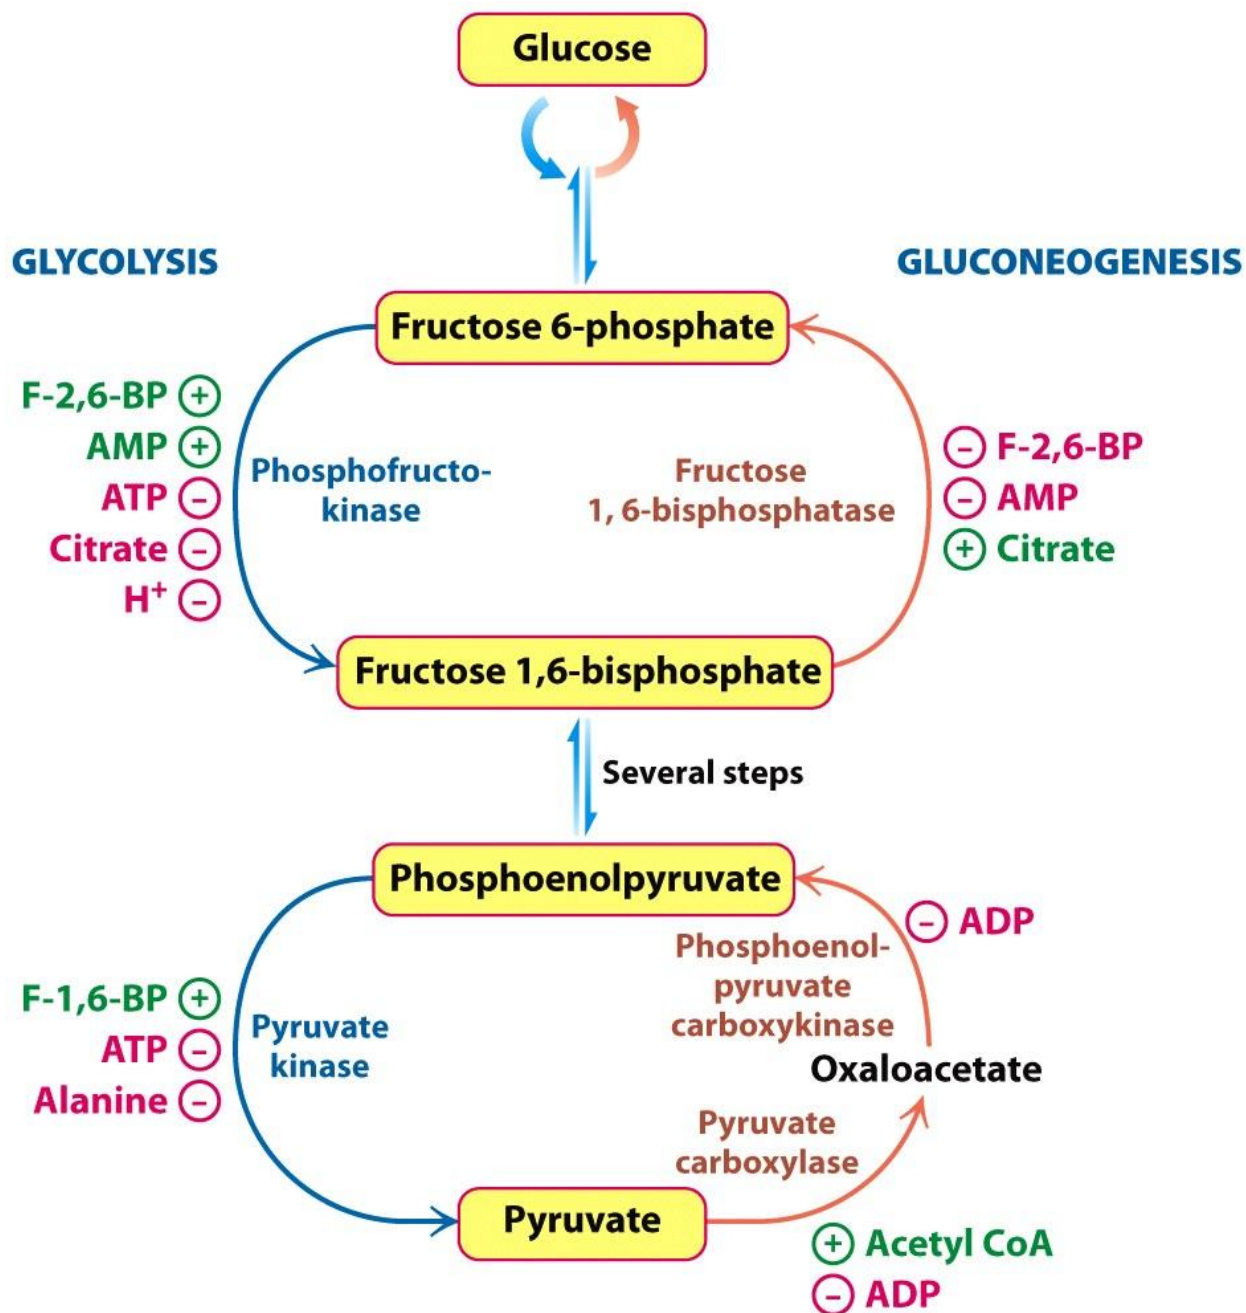 Glucose
GLYCOLYSIS
GLUCONEOGENESIS
Fructose 6-phosphate
F-2,6-BP +
AMP +
ATP –
Citrate –
H⁺ –
Phosphofructo-
kinase
Fructose
1, 6-bisphosphatase
– F-2,6-BP
– AMP
+ Citrate
Fructose 1,6-bisphosphate
Several steps
Phosphoenolpyruvate
– ADP
Phosphoenol-
pyruvate
carboxykinase
F-1,6-BP +
ATP –
Alanine –
Pyruvate
kinase
Oxaloacetate
Pyruvate
carboxylase
Pyruvate
+ Acetyl CoA
– ADP